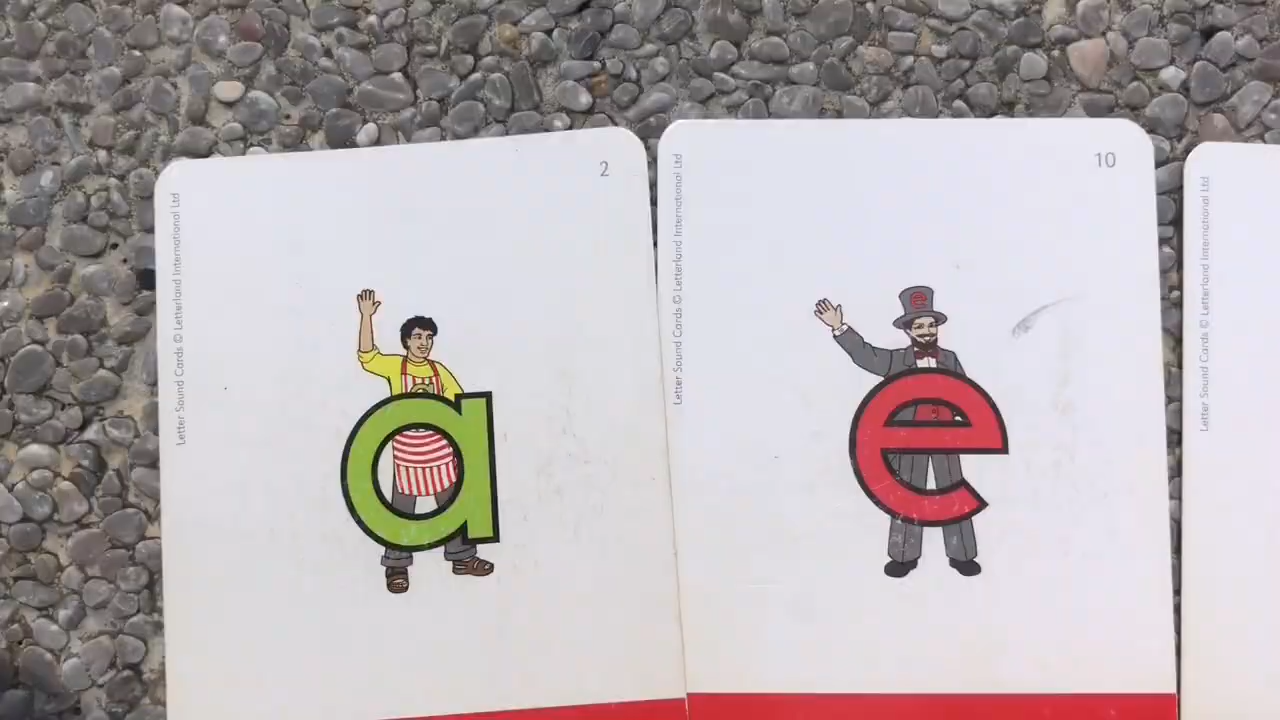 2
Letter Sound Cards © Letterland International Ltd
a
10
Letter Sound Cards © Letterland International Ltd
e
e
Letter Sound Cards © Letterland International Ltd